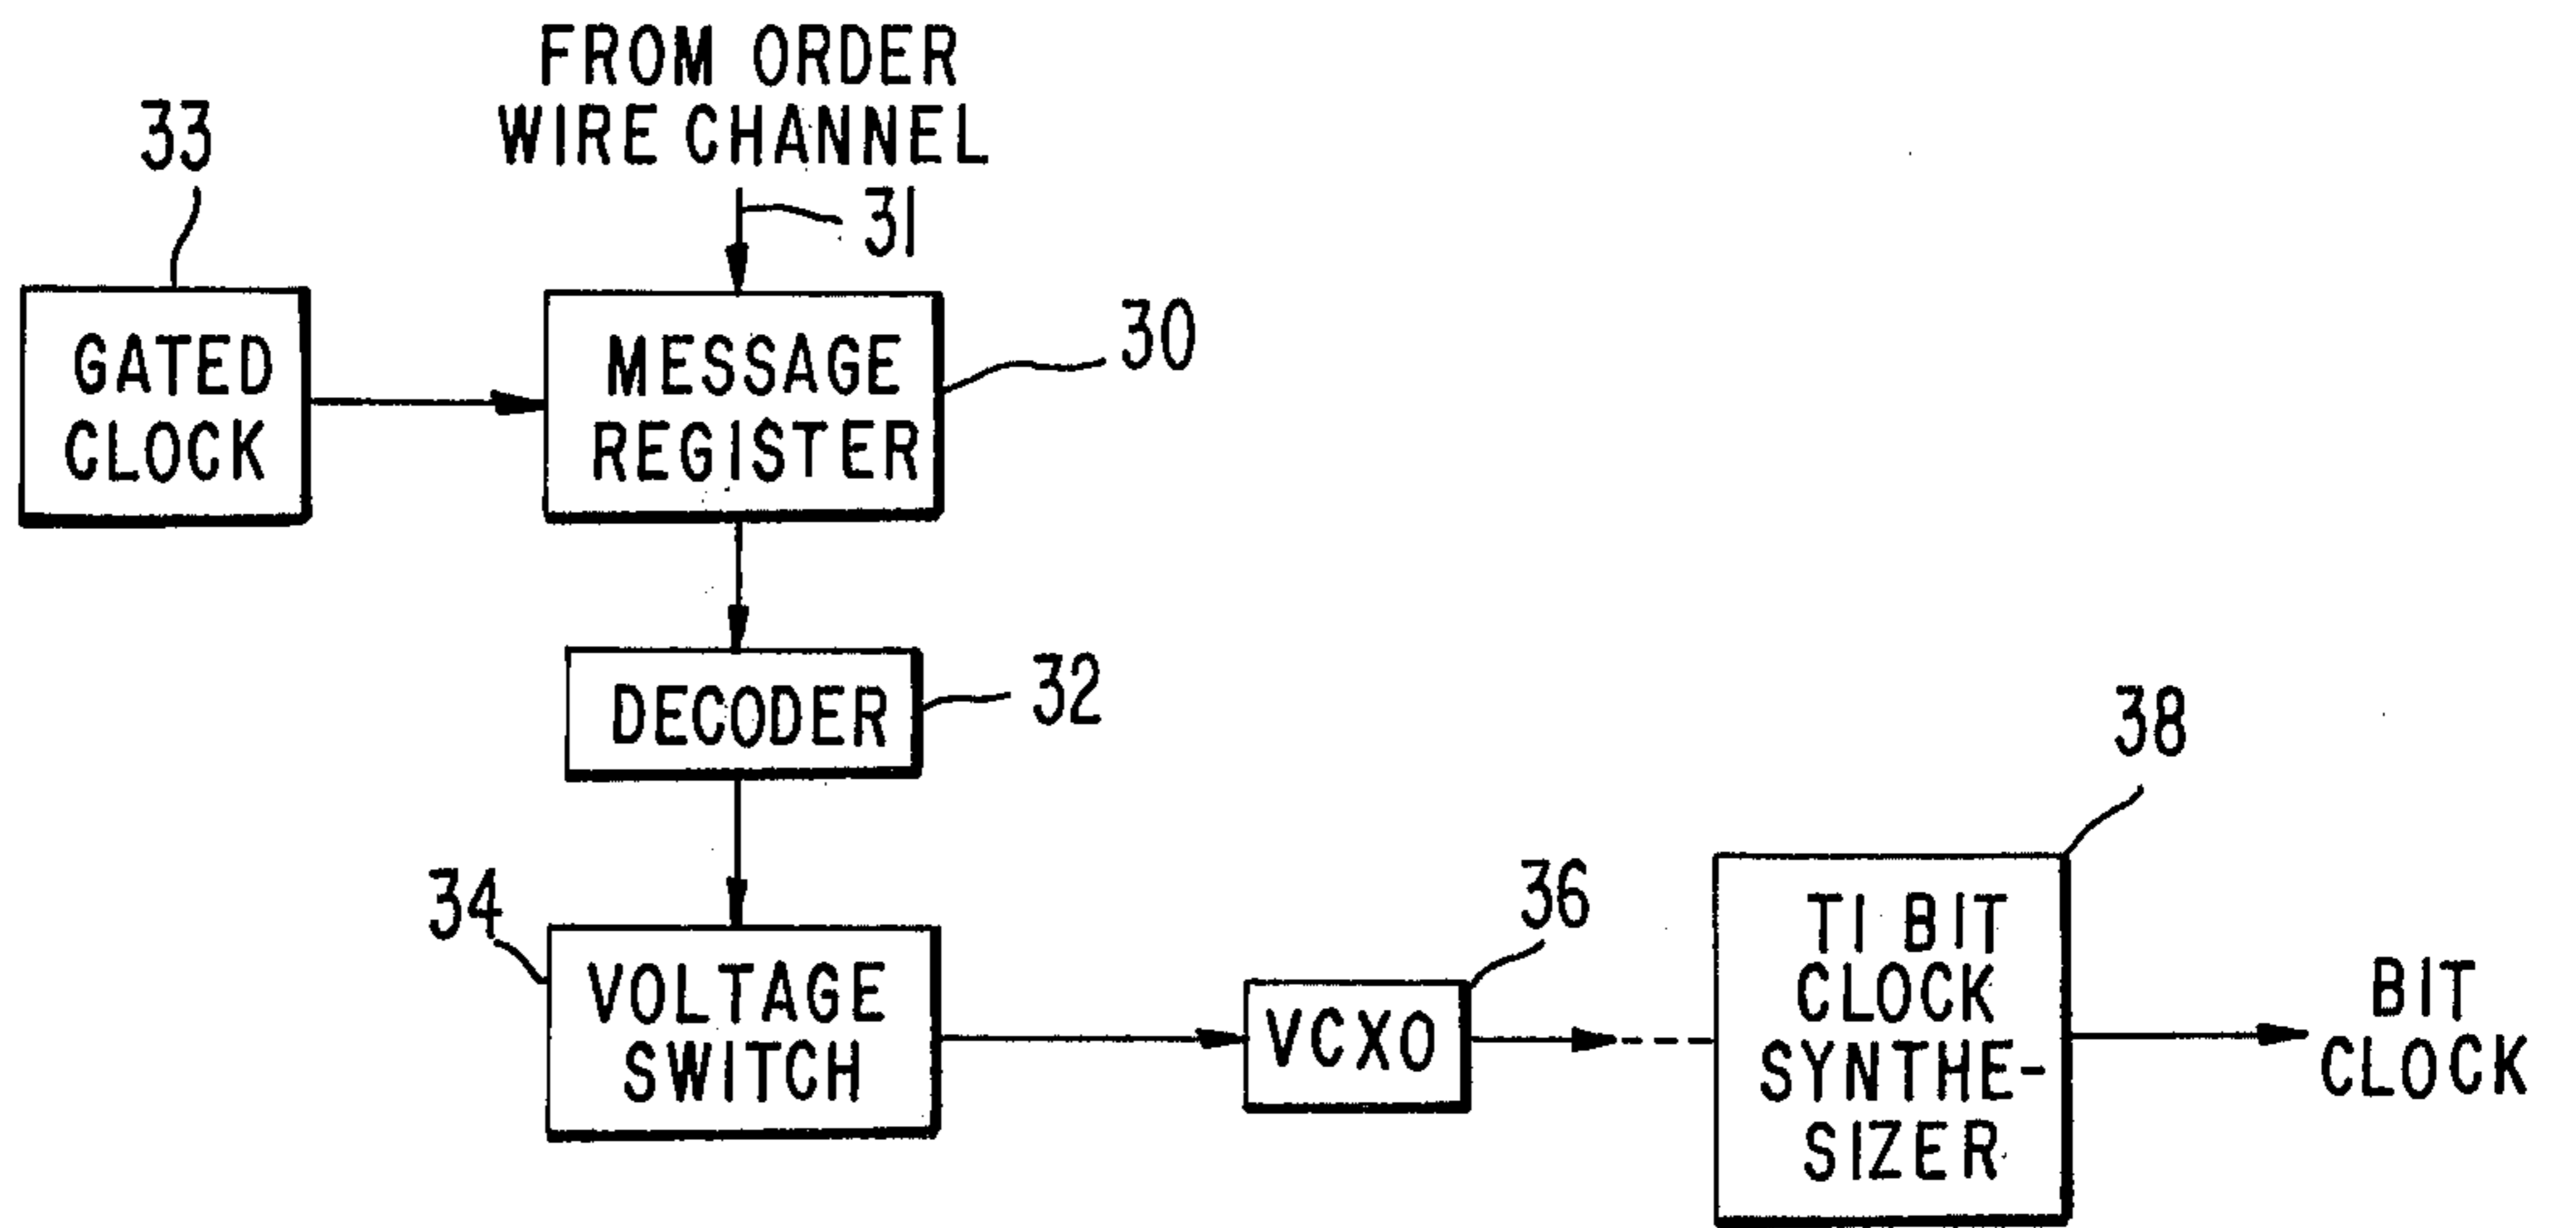 FROM ORDER
WIRE CHANNEL
33
31
GATED
CLOCK
MESSAGE
REGISTER
30
DECODER
32
34
VOLTAGE
SWITCH
36
VCXO
38
T1 BIT
CLOCK
SYNTHE-
SIZER
BIT
CLOCK